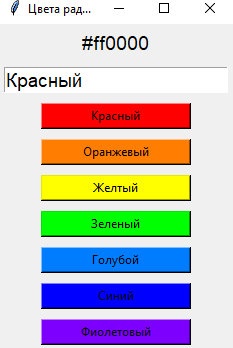 Цвета рад...
#ff0000
Красный
Красный
Оранжевый
Желтый
Зеленый
Голубой
Синий
Фиолетовый